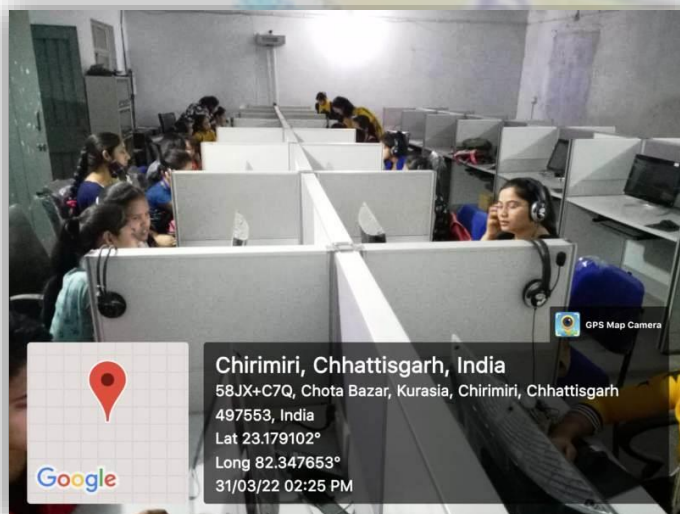 GPS Map Camera
Chirimiri, Chhattisgarh, India
58JX+C7Q, Chota Bazar, Kurasia, Chirimiri, Chhattisgarh
497553, India
Lat 23.179102°
Long 82.347653°
31/03/22 02:25 PM
Google